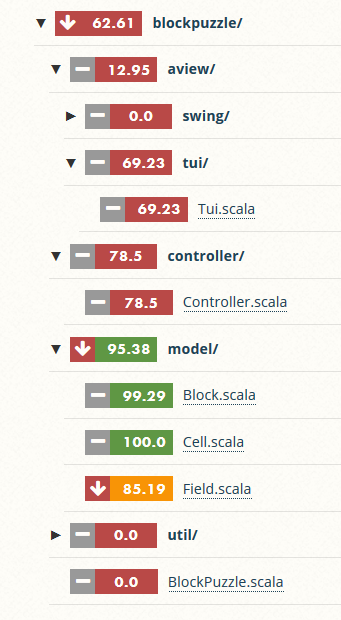 62.61 blockpuzzle/
12.95 aview/
0.0 swing/
69.23 tui/
69.23 Tui.scala
78.5 controller/
78.5 Controller.scala
95.38 model/
99.29 Block.scala
100.0 Cell.scala
85.19 Field.scala
0.0 util/
0.0 BlockPuzzle.scala